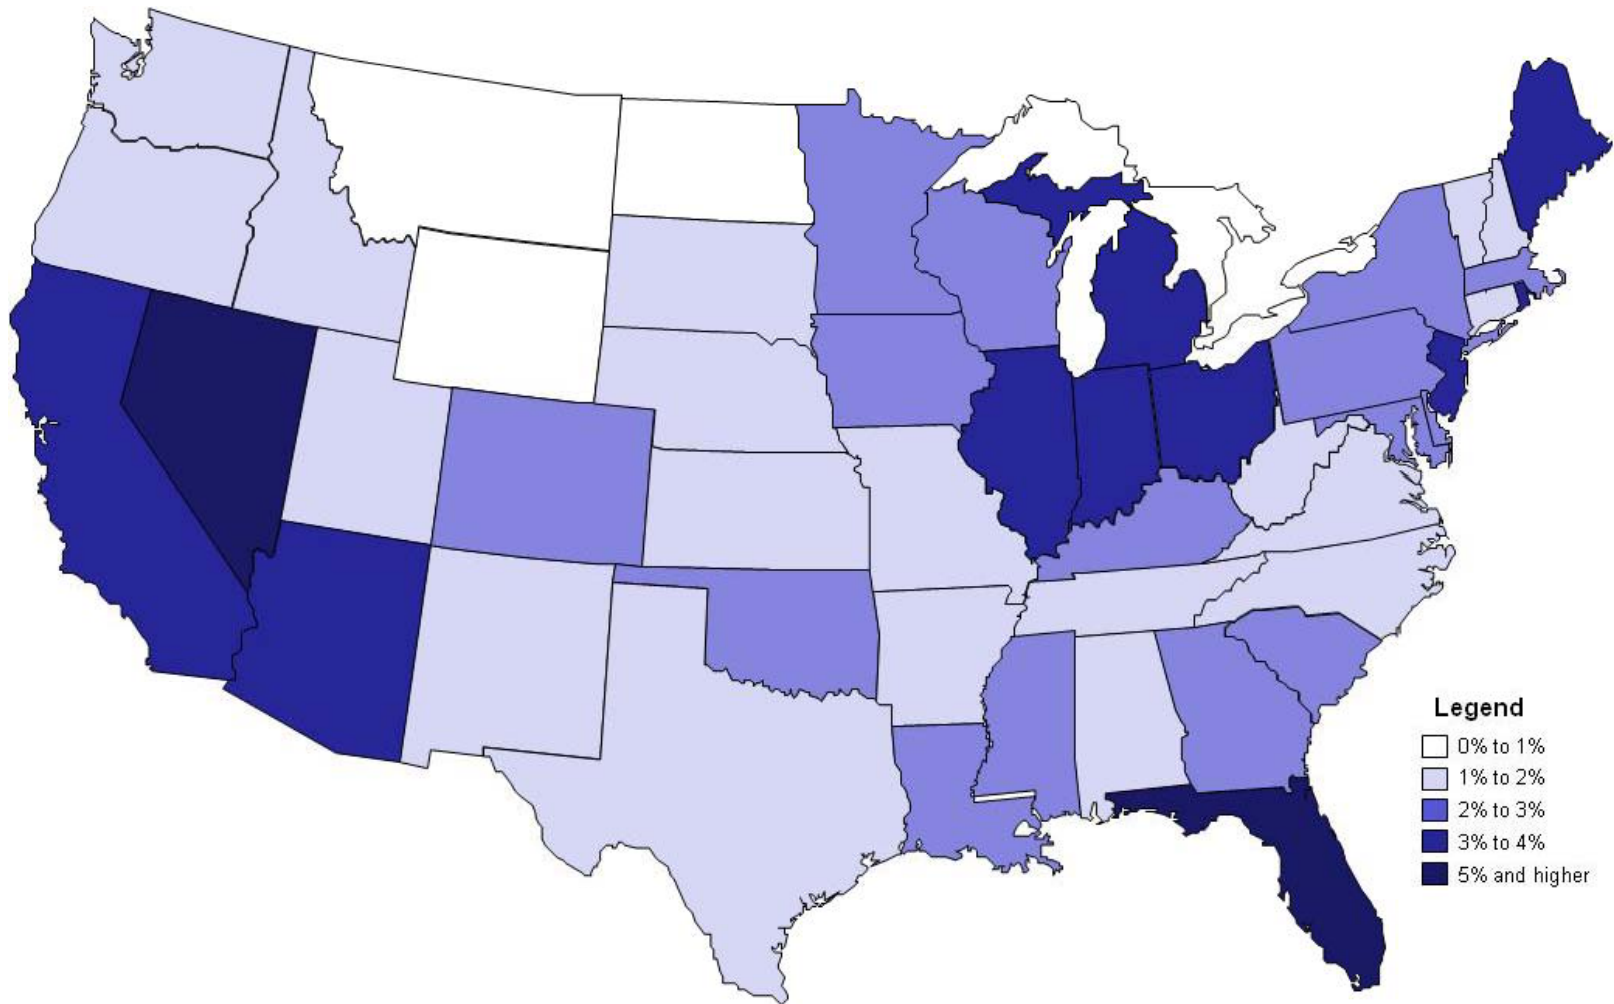 Legend
0% to 1%
1% to 2%
2% to 3%
3% to 4%
5% and higher